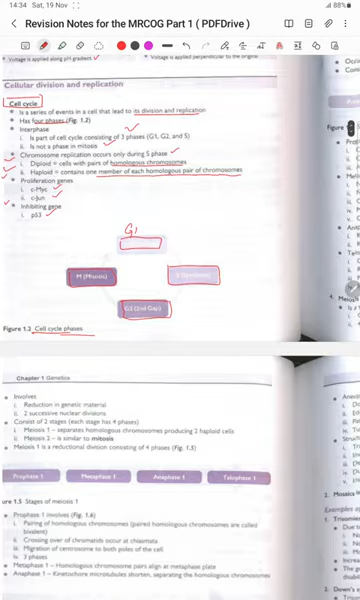 14:34 Sat, 19 Nov
Revision Notes for the MRCOG Part 1 ( PDFDrive )
Voltage is applied along pH gradient
Voltage is applied perpendicular to the origin
Cellular division and replication
Cell cycle
Is a series of events in a cell that lead to its division and replication
Has four phases (Fig. 1.2)
Interphase
i. Is part of cell cycle consisting of 3 phases (G1, G2, and S)
ii. Is not a phase in mitosis
Chromosome replication occurs only during S phase
i. Diploid = cells with pairs of homologous chromosomes
ii. Haploid = contains one member of each homologous pair of chromosomes
Proliferation genes
i. c-Myc
ii. c-Jun
Inhibiting gene
i. p53
G1
M (Mitosis)
S (Synthesis)
G2 (2nd Gap)
Figure 1.2 Cell cycle phases
Chapter 1 Genetics
Involves
i. Reduction in genetic material
ii. 2 successive nuclear divisions
Consist of 2 stages (each stage has 4 phases)
i. Meiosis 1 – separates homologous chromosomes producing 2 haploid cells
ii. Meiosis 2 – is similar to mitosis
Meiosis 1 is a reductional division consisting of 4 phases (Fig. 1.5)
Prophase 1
Metaphase 1
Anaphase 1
Telophase 1
ure 1.5 Stages of meiosis 1
Prophase 1 involves (Fig. 1.6)
i. Pairing of homologous chromosomes (paired homologous chromosomes are called
bivalent)
ii. Crossing over of chromatids occur at chiasmata
iii. Migration of centrosome to both poles of the cell
iv. 3 phases
Metaphase 1 – Homologous chromosome pairs align at metaphase plate
Anaphase 1 – Kinetochore microtubules shorten, separating the homologous chromosomes
4. Meiosis
2. Mosaics
1. Trisomies
2. Down's